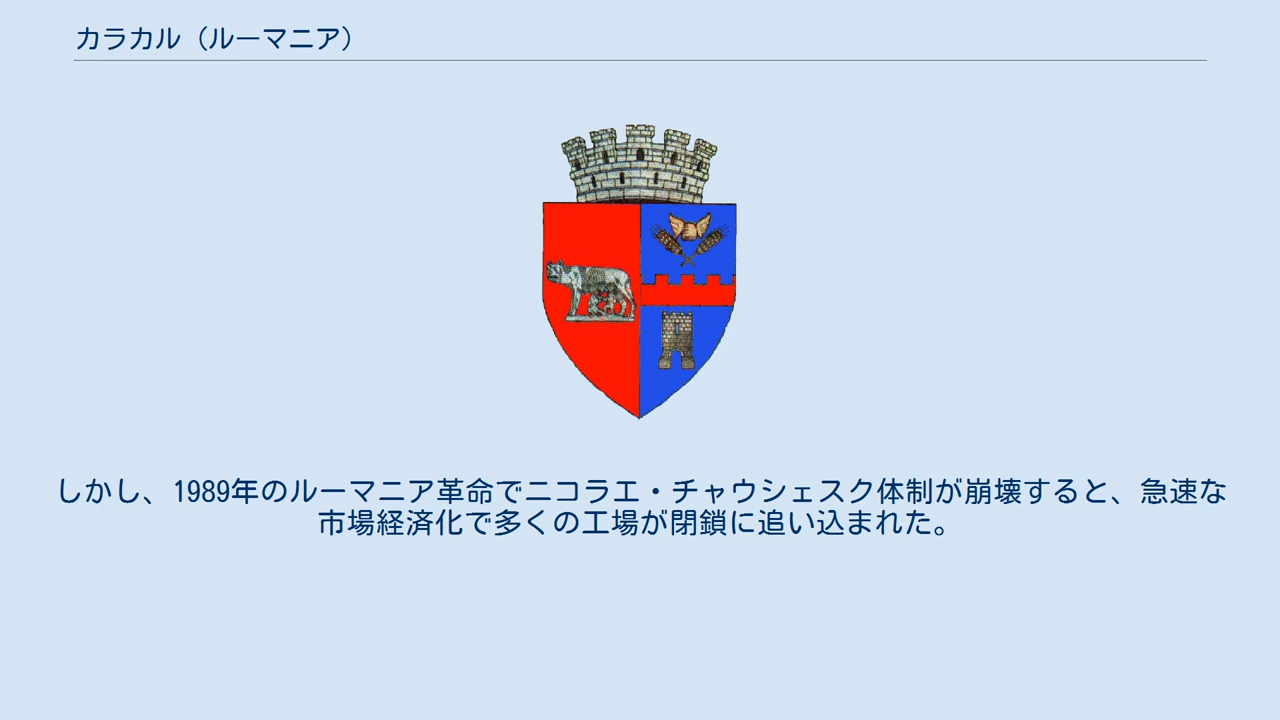 カラカル（ルーマニア）
しかし、1989年のルーマニア革命でニコラエ・チャウシェスク体制が崩壊すると、急速な
市場経済化で多くの工場が閉鎖に追い込まれた。